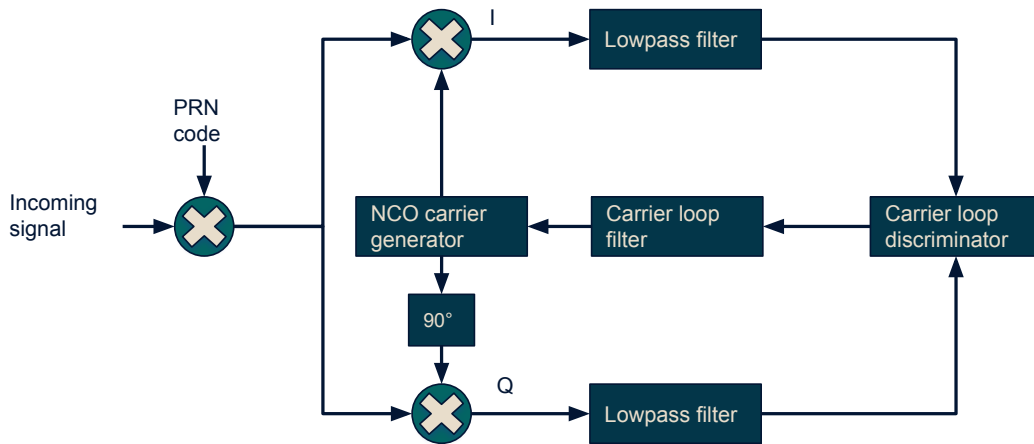 I
Lowpass filter
PRN
code
Incoming
signal
NCO carrier
generator
Carrier loop
filter
Carrier loop
discriminator
90°
Q
Lowpass filter